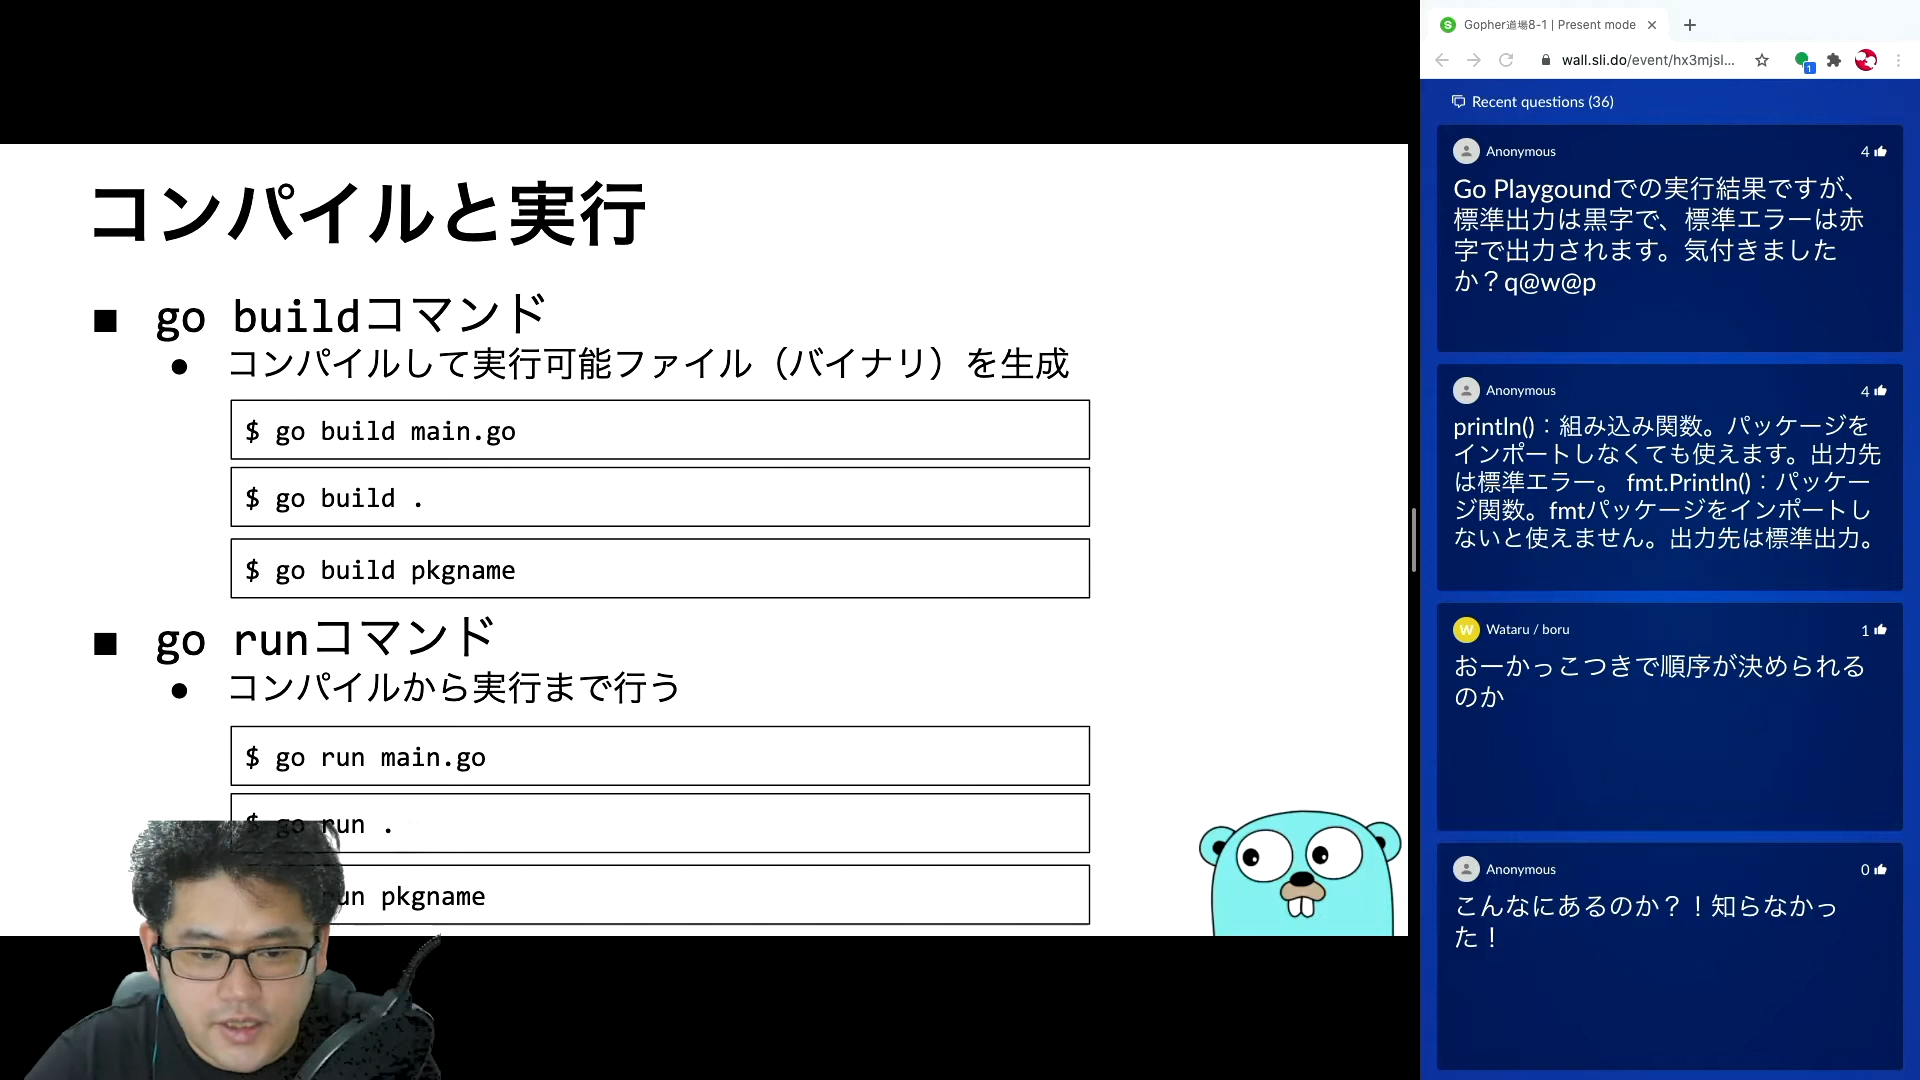 コンパイルと実行
■ go buildコマンド
● コンパイルして実行可能ファイル（バイナリ）を生成
$ go build main.go
$ go build .
$ go build pkgname
■ go runコマンド
● コンパイルから実行まで行う
$ go run main.go
$ go run .
run pkgname
Gopher道場8-1 | Present mode
wall.sli.do/event/hx3mjsl...
1
Recent questions (36)
Anonymous
4
Go Playgoundでの実行結果ですが、
標準出力は黒字で、標準エラーは赤
字で出力されます。気付きました
か？q@w@p
Anonymous
4
println()：組み込み関数。パッケージを
インポートしなくても使えます。出力先
は標準エラー。 fmt.Println()：パッケー
ジ関数。fmtパッケージをインポートし
ないと使えません。出力先は標準出力。
W
Wataru / boru
1
おーかっこつきで順序が決められる
のか
Anonymous
0
こんなにあるのか？！知らなかっ
た！